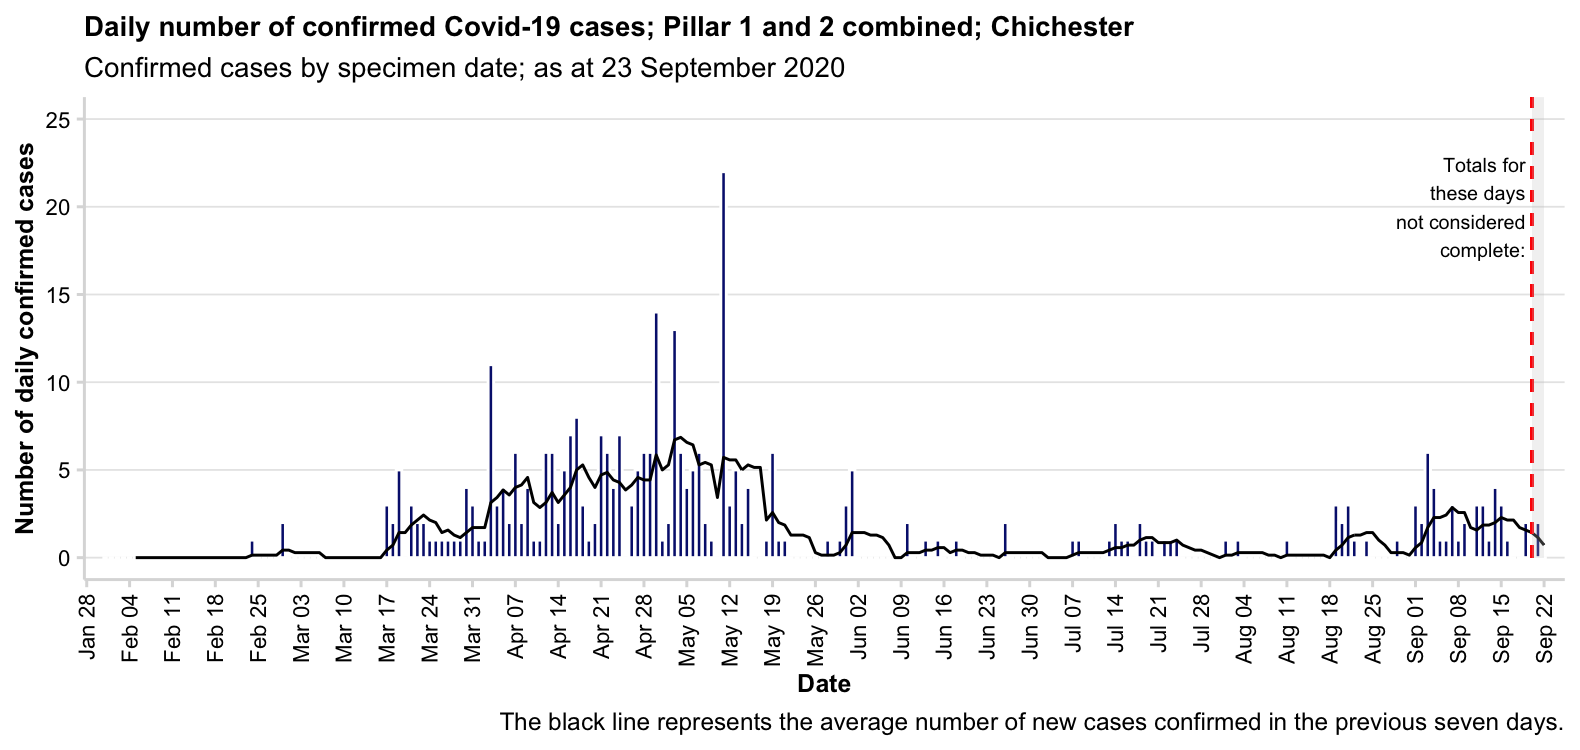 Daily number of confirmed Covid-19 cases; Pillar 1 and 2 combined; Chichester
Confirmed cases by specimen date; as at 23 September 2020
Number of daily confirmed cases
25
20
15
10
5
0
Totals for
these days
not considered
complete:
Jan 28
Feb 04
Feb 11
Feb 18
Feb 25
Mar 03
Mar 10
Mar 17
Mar 24
Mar 31
Apr 07
Apr 14
Apr 21
Apr 28
May 05
May 12
May 19
May 26
Jun 02
Jun 09
Jun 16
Jun 23
Jun 30
Jul 07
Jul 14
Jul 21
Jul 28
Aug 04
Aug 11
Aug 18
Aug 25
Sep 01
Sep 08
Sep 15
Sep 22
Date
The black line represents the average number of new cases confirmed in the previous seven days.